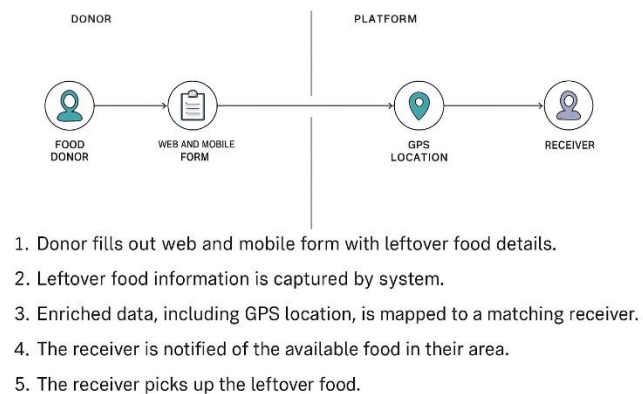 DONOR
PLATFORM
FOOD
DONOR
WEB AND MOBILE
FORM
GPS
LOCATION
RECEIVER
1. Donor fills out web and mobile form with leftover food details.
2. Leftover food information is captured by system.
3. Enriched data, including GPS location, is mapped to a matching receiver.
4. The receiver is notified of the available food in their area.
5. The receiver picks up the leftover food.